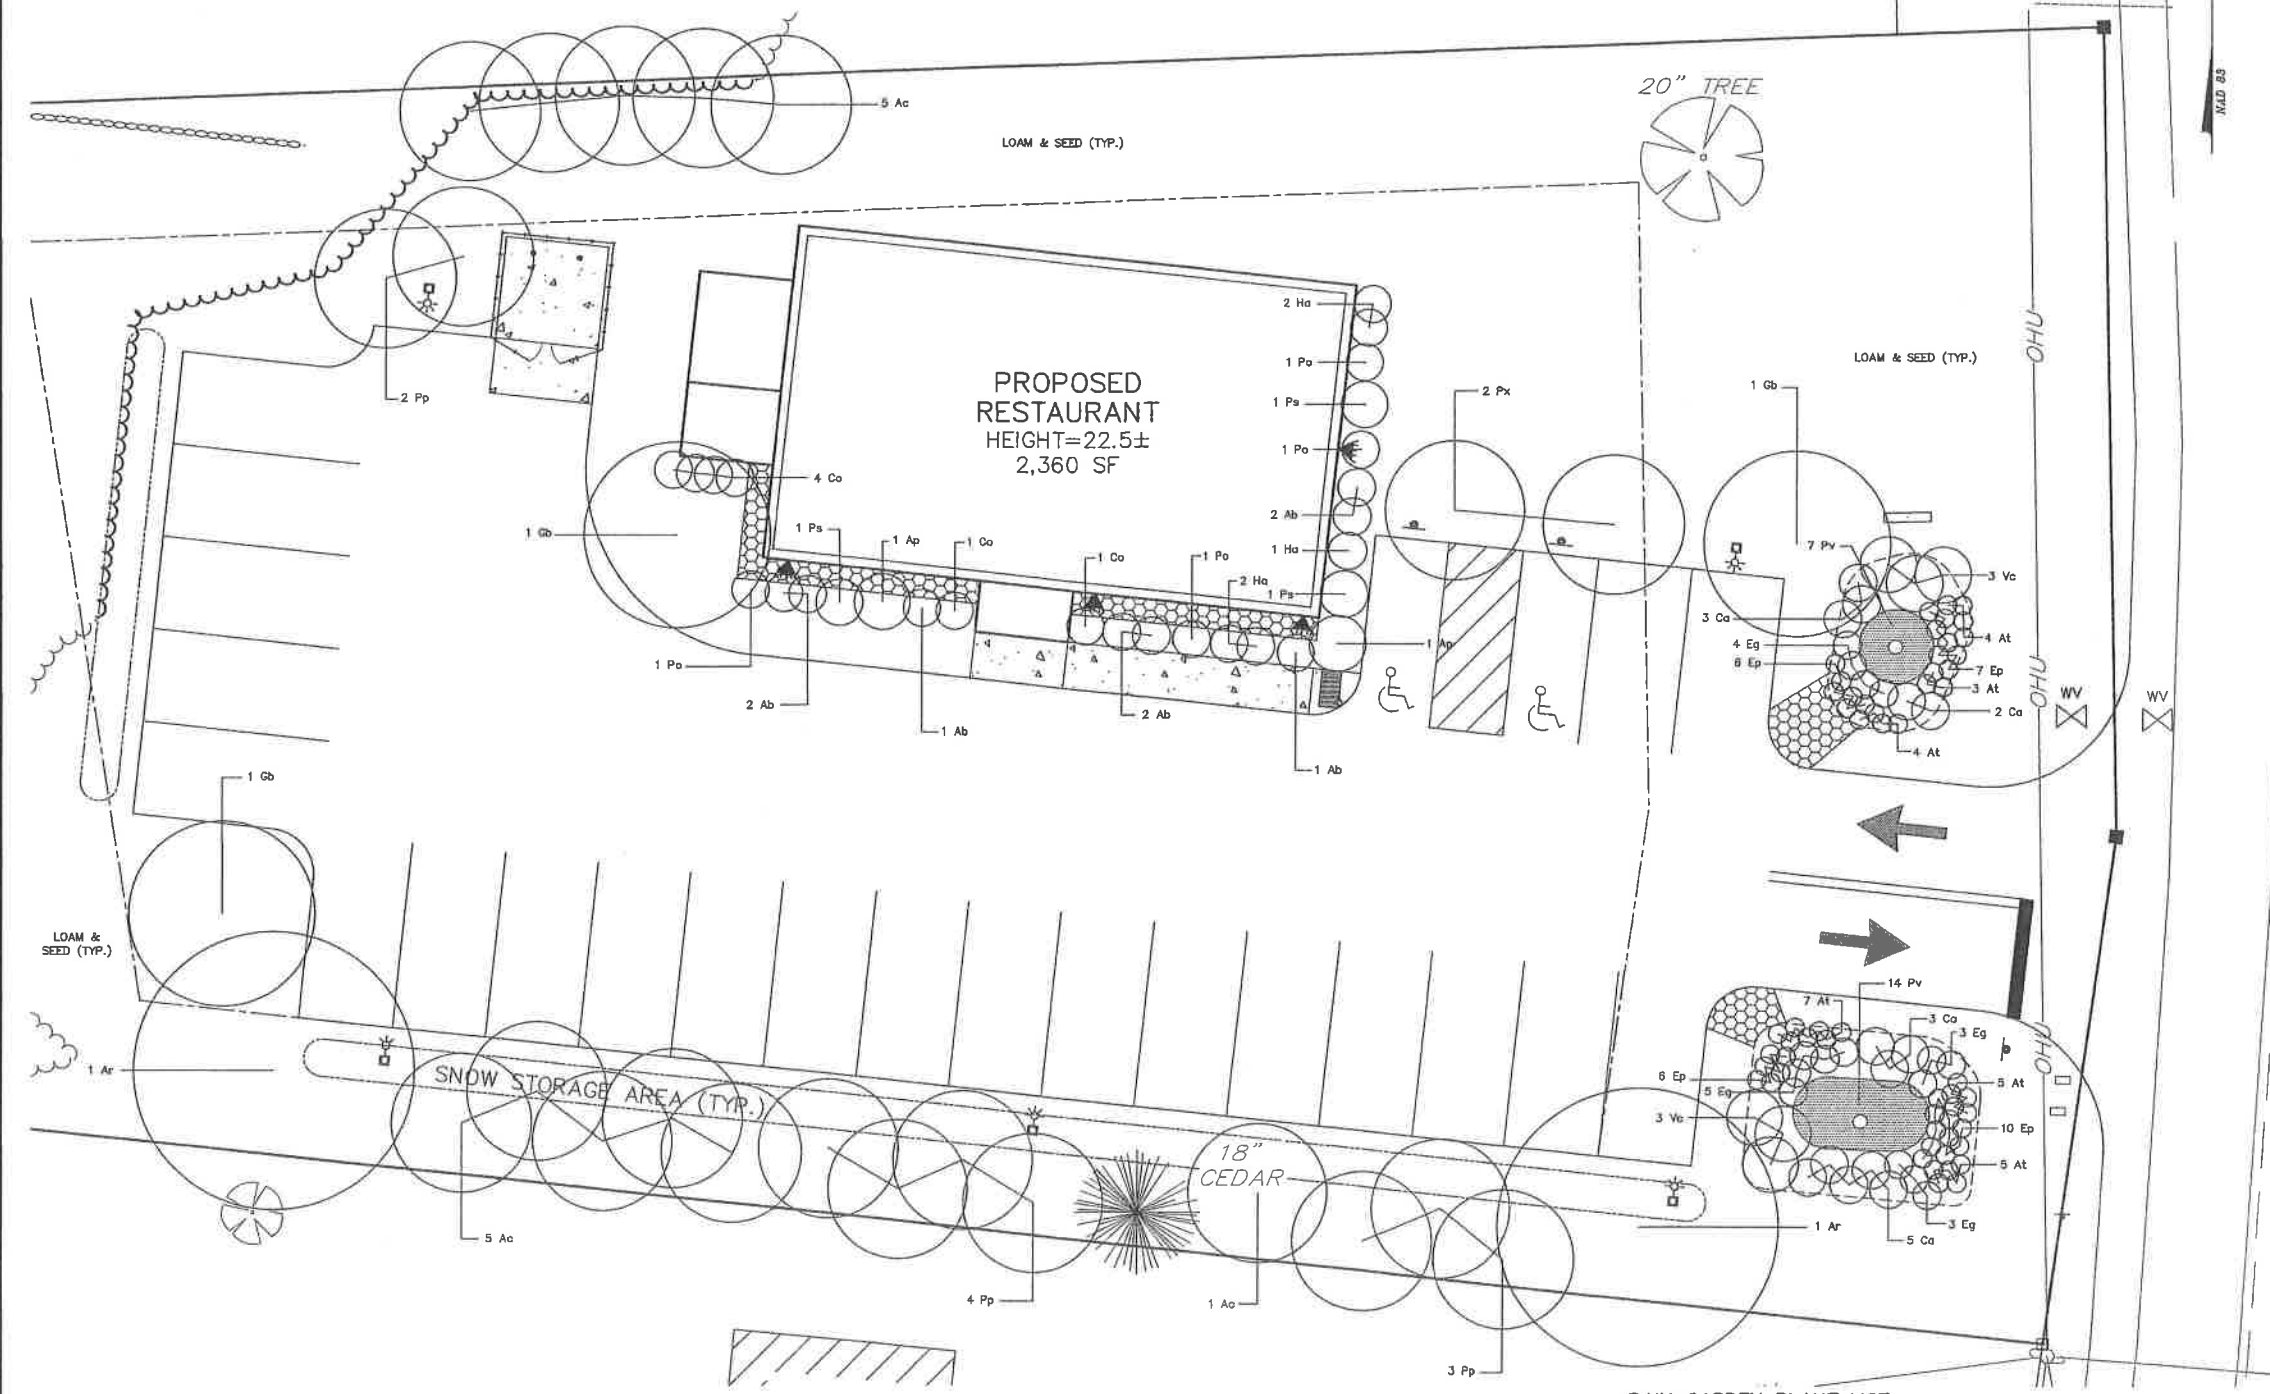 NAD 83
20" TREE
5 Ac
LOAM & SEED (TYP.)
2 Ha
OHU
LOAM & SEED (TYP.)
1 Po
PROPOSED
RESTAURANT
HEIGHT=22.5±
2,360 SF
2 Pp
1 Ps
2 Px
1 Gb
1 Po
4 Co
2 Ab
1 Gb
1 Ps
1 Ap
1 Co
1 Co
1 Po
1 Ha
7 Pv
3 Vc
2 Ha
1 Ps
3 Ca
4 At
4 Eg
1 Ap
6 Ep
7 Ep
1 Po
3 At
OHU
2 Ab
2 Ab
2 Ca
WV
WV
1 Ab
4 At
1 Ab
1 Gb
LOAM &
SEED (TYP.)
14 Pv
7 At
3 Ca
3 Eg
OHU
1 Ar
SNOW STORAGE AREA (TYP.)
6 Ep
5 At
5 Eg
3 Vc
10 Ep
18"
CEDAR
5 At
1 Ar
3 Eg
5 Ac
5 Ca
4 Pp
1 Ac
3 Pp